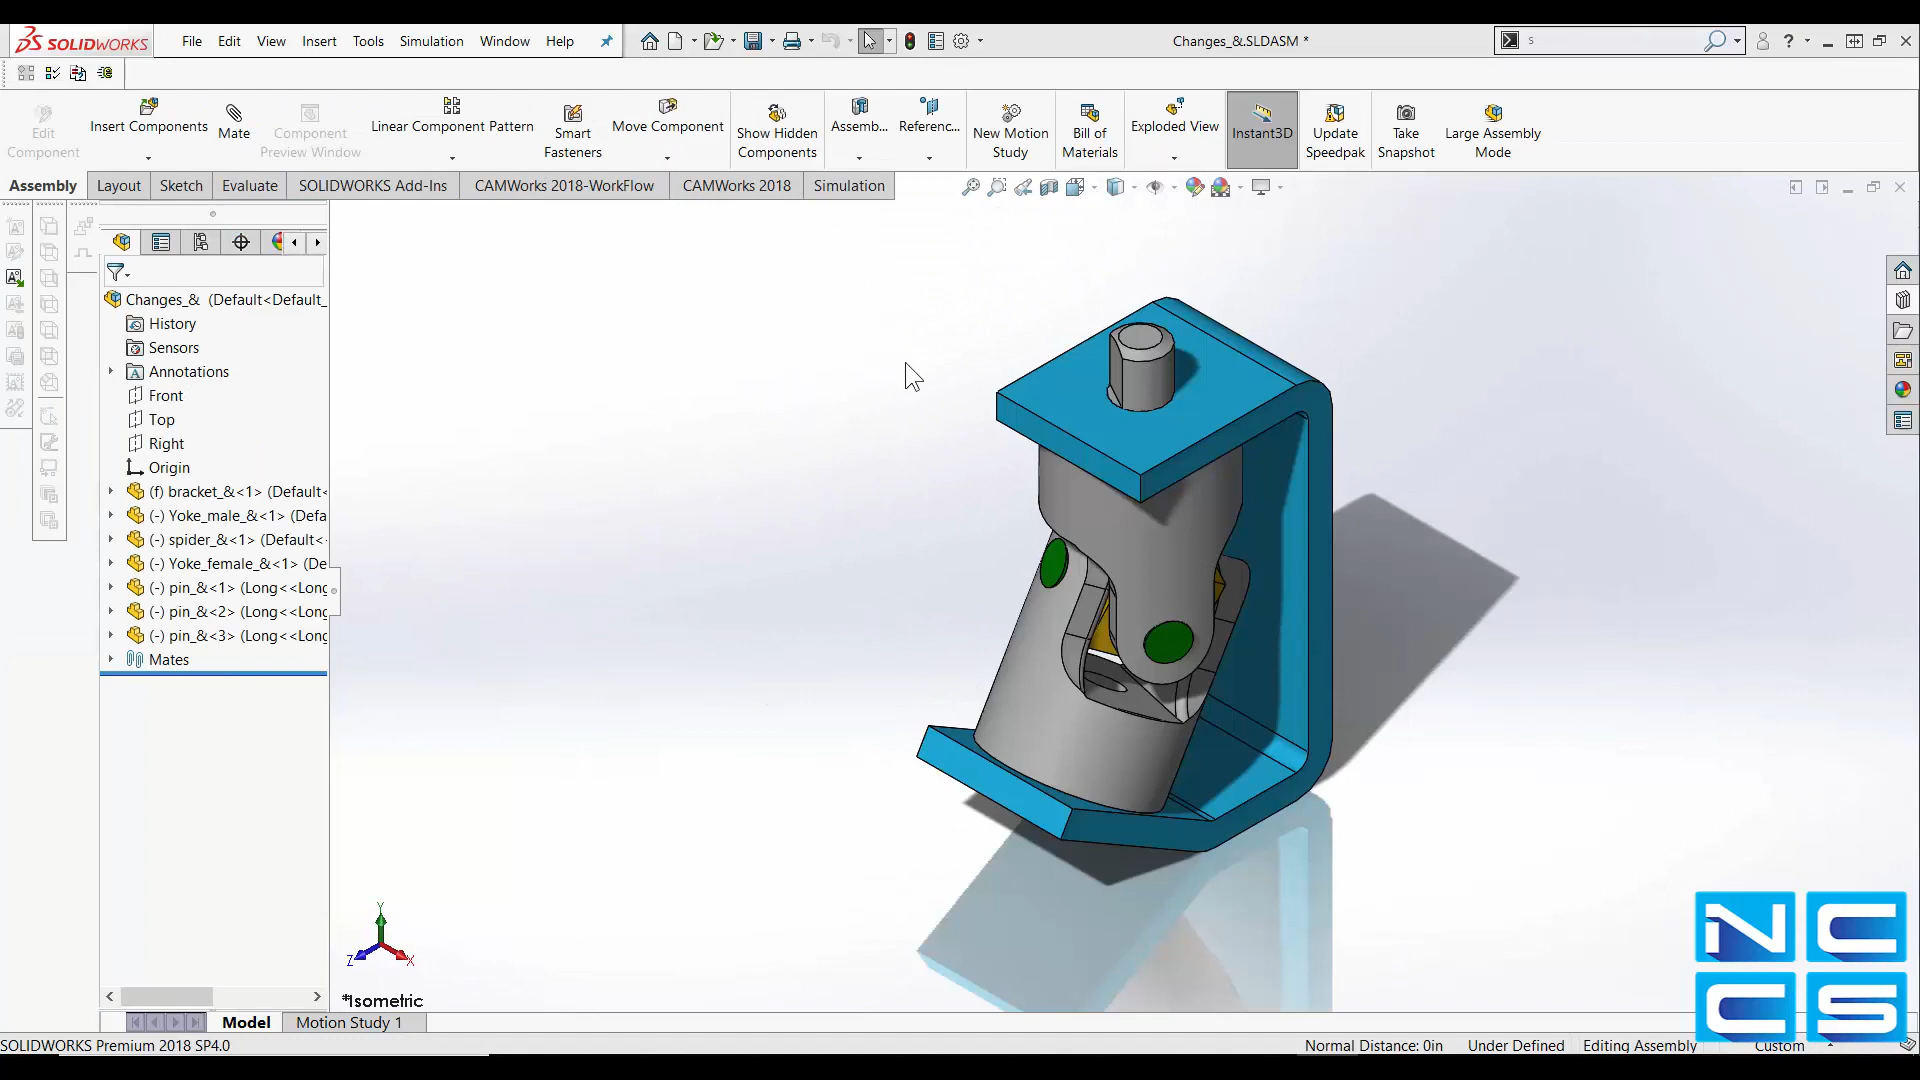 SOLIDWORKS File Edit View Insert Tools Simulation Window Help Changes_&.SLDASM * s
Edit Component
Insert Components
Mate
Component Preview Window
Linear Component Pattern
Smart Fasteners
Move Component
Show Hidden Components
Assemb...
Referenc...
New Motion Study
Bill of Materials
Exploded View
Instant3D
Update Speedpak
Take Snapshot
Large Assembly Mode
Assembly Layout Sketch Evaluate SOLIDWORKS Add-Ins CAMWorks 2018-WorkFlow CAMWorks 2018 Simulation
Changes_& (Default<Default_
History
Sensors
Annotations
Front
Top
Right
Origin
(f) bracket_&<1> (Default<
(-) Yoke_male_&<1> (Defa
(-) spider_&<1> (Default<
(-) Yoke_female_&<1> (De
(-) pin_&<1> (Long<<Long
(-) pin_&<2> (Long<<Long
(-) pin_&<3> (Long<<Long
Mates
Y
Z X
*Isometric
NC
CS
Model Motion Study 1
SOLIDWORKS Premium 2018 SP4.0 Normal Distance: 0in Under Defined Editing Assembly Custom